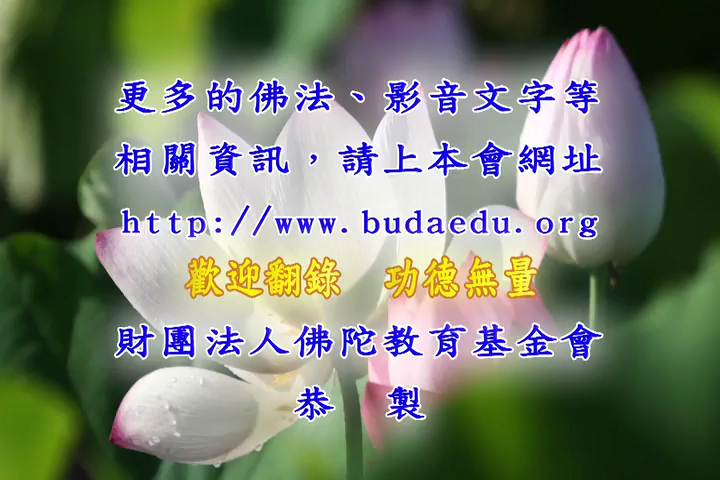 更多的佛法、影音文字等
相關資訊，請上本會網址
http://www.budaedu.org
歡迎翻錄　功德無量
財團法人佛陀教育基金會
恭　製